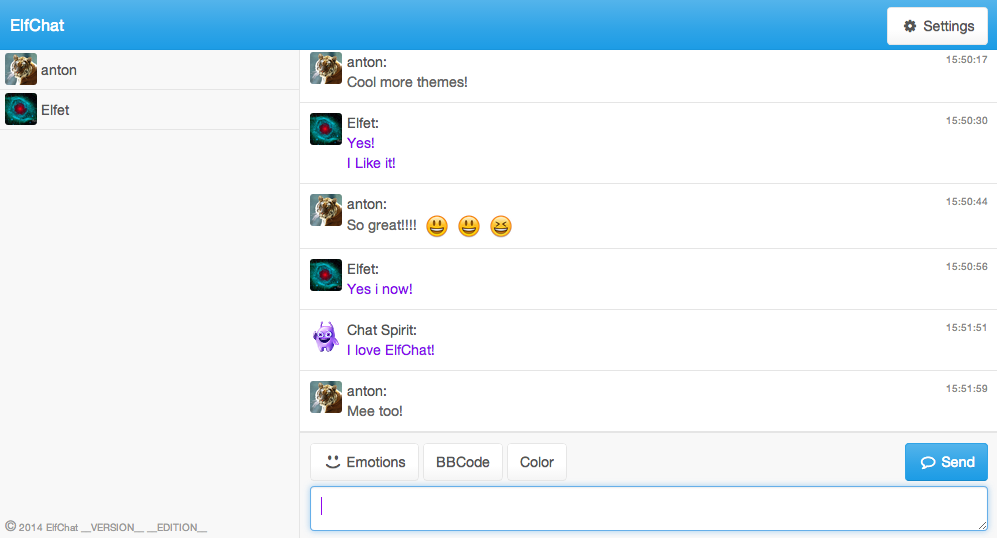 ElfChat
Settings
anton
Elfet
anton:
15:50:17
Cool more themes!
Elfet:
15:50:30
Yes!
I Like it!
anton:
15:50:44
So great!!!! 😃 😃 😆
Elfet:
15:50:56
Yes i now!
Chat Spirit:
15:51:51
I love ElfChat!
anton:
15:51:59
Mee too!
Emotions
BBCode
Color
Send
© 2014 ElfChat __VERSION__ __EDITION__